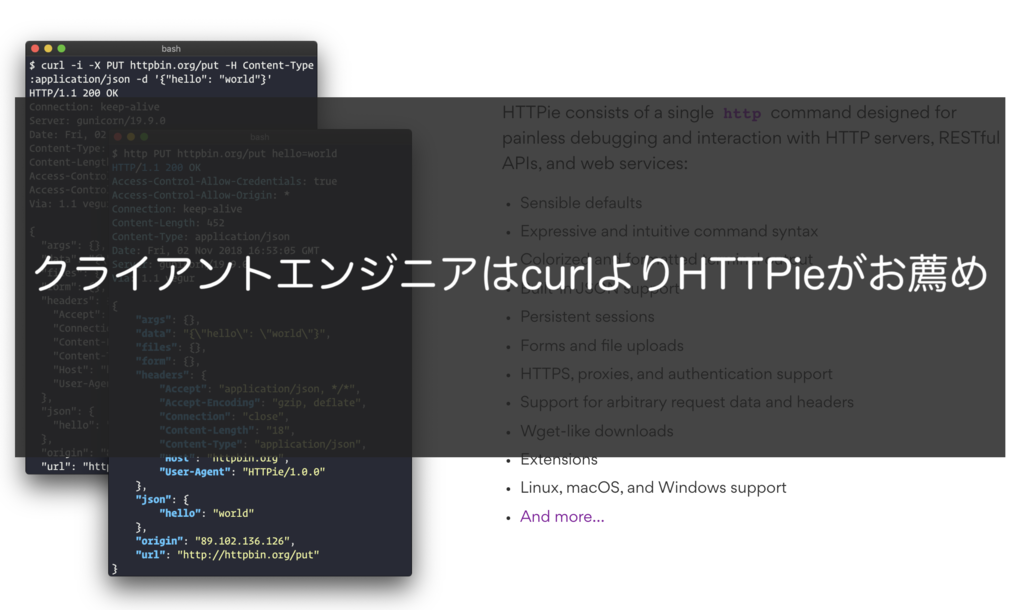 bash
$ curl -i -X PUT httpbin.org/put -H Content-Type
:application/json -d '{"hello": "world"}'
HTTP/1.1 200 OK
Connection: keep-alive
Server: gunicorn/19.9.0
Date: Fri, 02
Content-Type:
Content-Lengt
Access-Contro
Access-Contro
Via: 1.1 vegu
{
"args": {},
"headers":
"Accept":
"Connectio
"Content-
"Content-
"Host":
"User-Age
},
"json": {
"hello":
},
"origin":
"url": "http
bash
$ http PUT httpbin.org/put hello=world
HTTP/1.1 200 OK
Access-Control-Allow-Credentials: true
Access-Control-Allow-Origin: *
Connection: keep-alive
Content-Length: 452
Content-Type: application/json
Date: Fri, 02 Nov 2018 16:53:05 GMT
{
"args": {},
"data": "{\"hello\": \"world\"}",
"files": {},
"form": {},
"headers": {
"Accept": "application/json, */*",
"Accept-Encoding": "gzip, deflate",
"Connection": "close",
"Content-Length": "18",
"Content-Type": "application/json",
"Host": "httpbin.org",
"User-Agent": "HTTPie/1.0.0"
},
"json": {
"hello": "world"
},
"origin": "89.102.136.126",
"url": "http://httpbin.org/put"
}
クライアントエンジニアはcurlよりHTTPieがお薦め
HTTPie consists of a single http command designed for
painless debugging and interaction with HTTP servers, RESTful
APIs, and web services:
• Sensible defaults
• Expressive and intuitive command syntax
• Colorized and formatted terminal output
• Built-in JSON support
• Persistent sessions
• Forms and file uploads
• HTTPS, proxies, and authentication support
• Support for arbitrary request data and headers
• Wget-like downloads
• Extensions
• Linux, macOS, and Windows support
• And more...